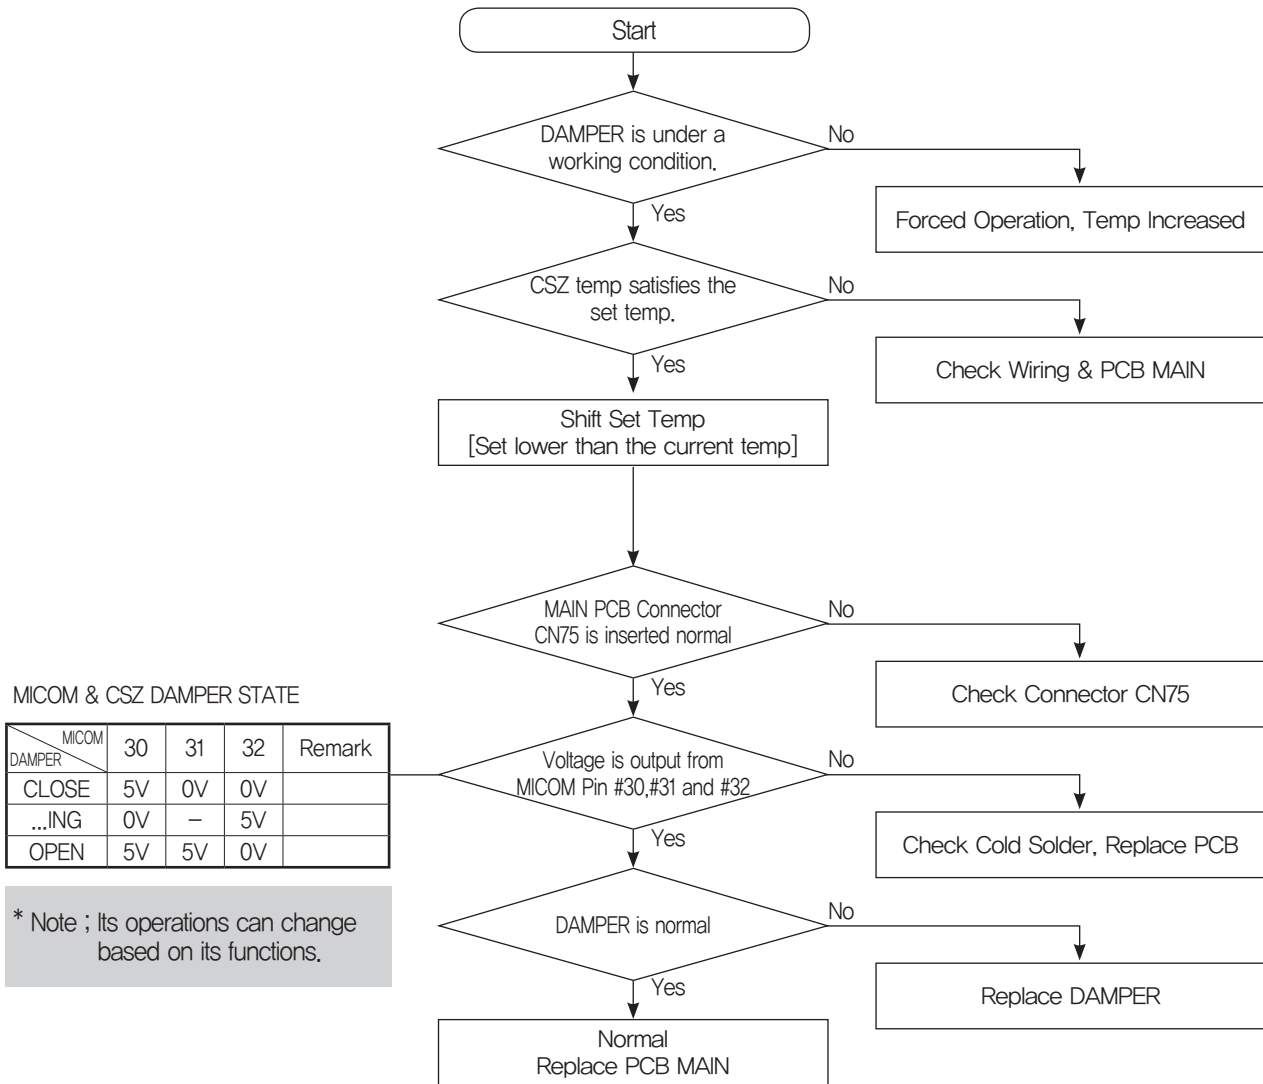 Start
DAMPER is under a
working condition.
No
Forced Operation, Temp Increased
Yes
CSZ temp satisfies the
set temp.
No
Check Wiring & PCB MAIN
Yes
Shift Set Temp
[Set lower than the current temp]
MAIN PCB Connector
CN75 is inserted normal
No
Check Connector CN75
Yes
MICOM & CSZ DAMPER STATE
MICOM
DAMPER 30 31 32 Remark
CLOSE 5V 0V 0V
...ING 0V – 5V
OPEN 5V 5V 0V
Voltage is output from
MICOM Pin #30,#31 and #32
No
Check Cold Solder, Replace PCB
Yes
* Note ; Its operations can change
based on its functions.
DAMPER is normal
No
Replace DAMPER
Yes
Normal
Replace PCB MAIN